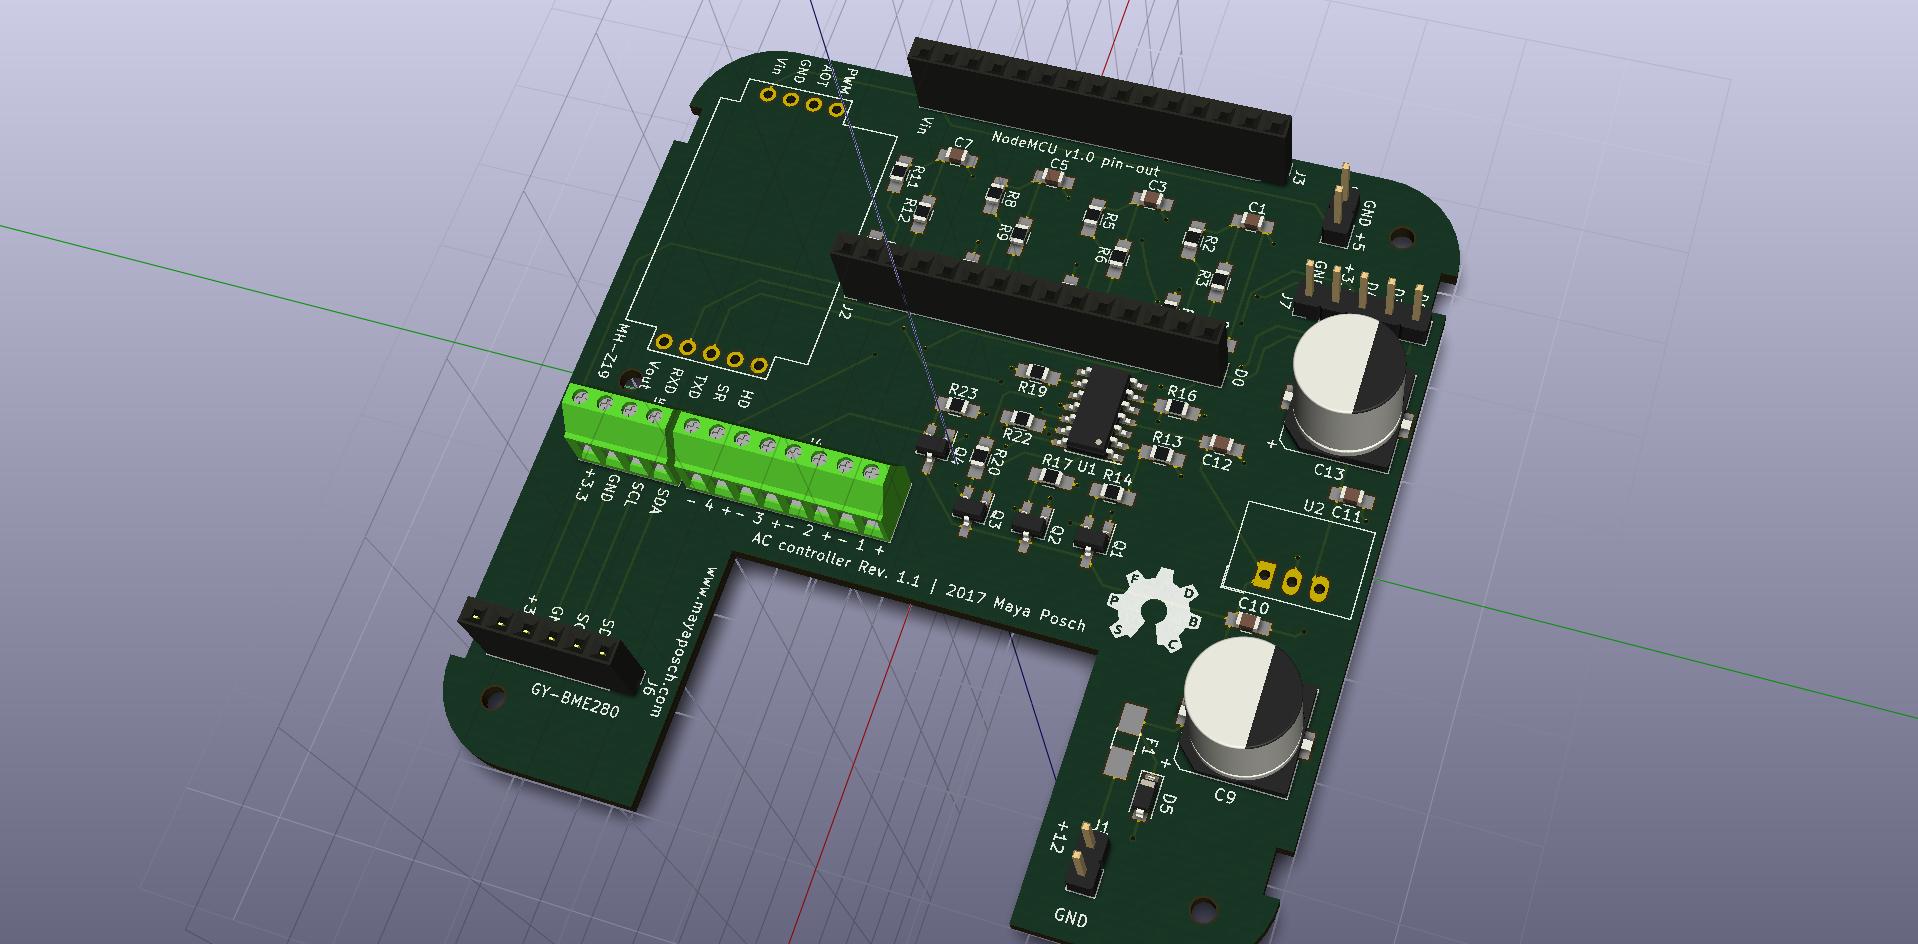 Vin
GND
AOT
PWM
Vin
NodeMCU v1.0 pin-out
J3
C7
C5
C3
C1
R11
R12
R8
R9
R5
R6
R2
R3
GND +5
J7
+3
J2
D0
MH-Z19
Vout
RXD
TXD
SR
HD
R23
R19
R22
R20
R16
R13
C12
R17
U1
R14
Q3
Q2
Q1
+
C13
U2
C11
C10
+3.3
GND
SCL
SDA
- 4 + - 3 + - 2 + - 1 +
AC controller Rev. 1.1 | 2017 Maya Posch
www.mayaposch.com
F
P
S
D
B
C
+3
J6
GY-BME280
F1
+
C9
D5
J1
+12
GND